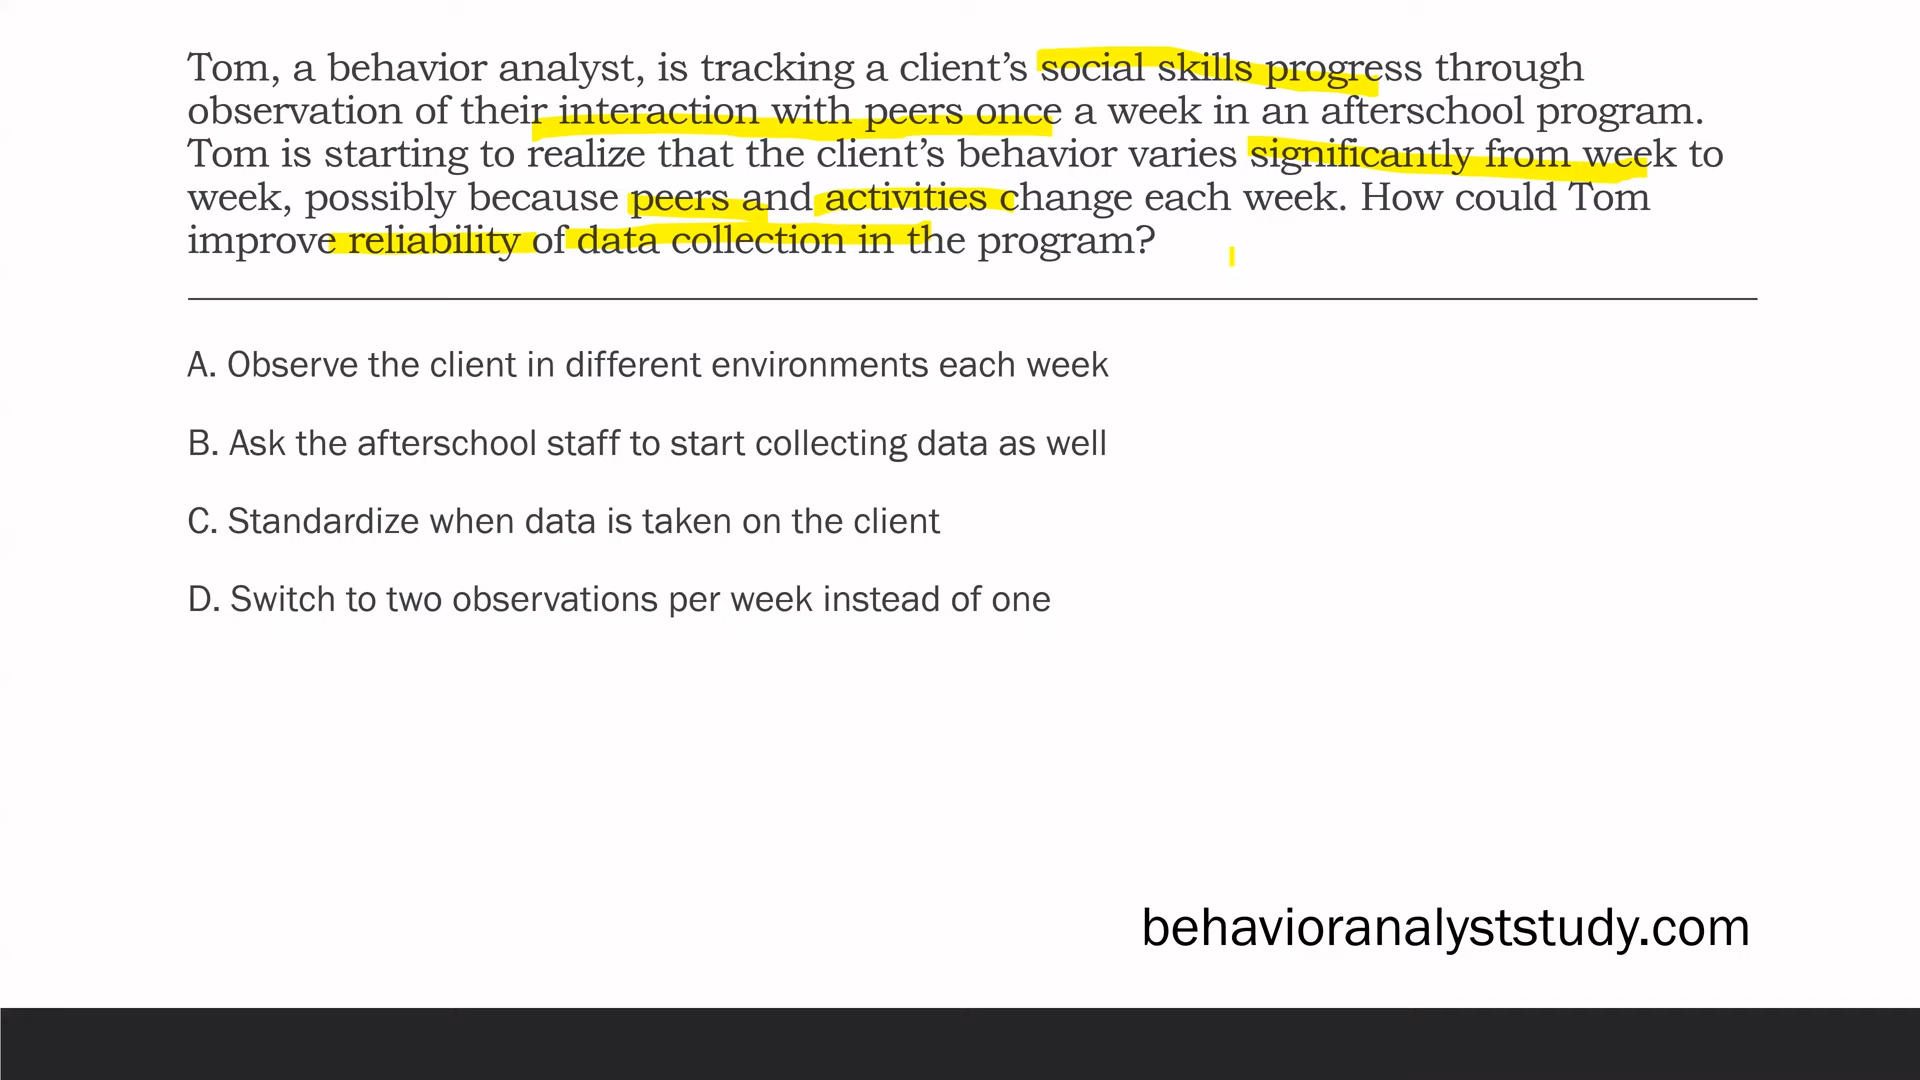 Tom, a behavior analyst, is tracking a client’s social skills progress through
observation of their interaction with peers once a week in an afterschool program.
Tom is starting to realize that the client’s behavior varies significantly from week to
week, possibly because peers and activities change each week. How could Tom
improve reliability of data collection in the program?
A. Observe the client in different environments each week
B. Ask the afterschool staff to start collecting data as well
C. Standardize when data is taken on the client
D. Switch to two observations per week instead of one
behavioranalyststudy.com